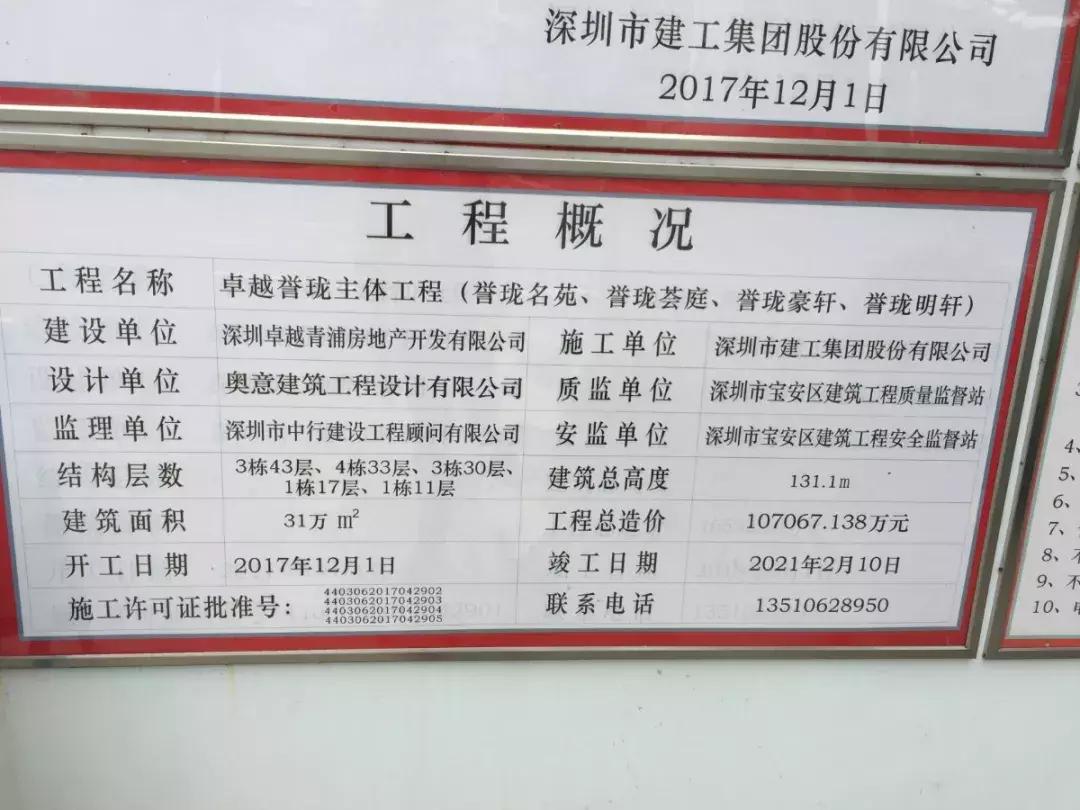 深圳市建工集团股份有限公司
2017年12月1日
工程概况
工程名称 卓越誉珑主体工程（誉珑名苑、誉珑荟庭、誉珑豪轩、誉珑明轩）
建设单位 深圳卓越青浦房地产开发有限公司 施工单位 深圳市建工集团股份有限公司
设计单位 奥意建筑工程设计有限公司 质监单位 深圳市宝安区建筑工程质量监督站
监理单位 深圳市中行建设工程顾问有限公司 安监单位 深圳市宝安区建筑工程安全监督站
结构层数 3栋43层、4栋33层、3栋30层、
1栋17层、1栋11层 建筑总高度 131.1m
建筑面积 31万 ㎡ 工程总造价 107067.138万元
开工日期 2017年12月1日 竣工日期 2021年2月10日
施工许可证批准号： 4403062017042902
4403062017042903
4403062017042904
4403062017042905
联系电话 13510628950
4、
5、
6、
7、
8、不
9、不
10、